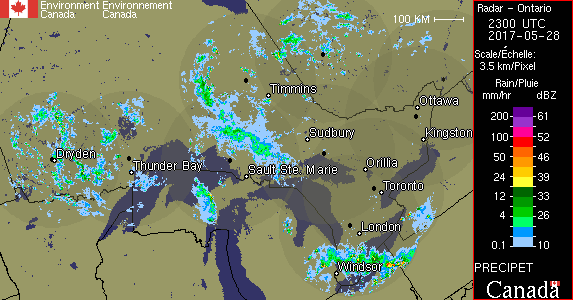 Environment Environnement
Canada Canada
100 KM
Timmins
Ottawa
Sudbury
Kingston
Dryden
Thunder Bay
Sault Ste. Marie
Orillia
Toronto
London
Windsor
Radar - Ontario
2300 UTC
2017-05-28
Scale/Échelle:
3.5 km/Pixel
Rain/Pluie
mm/hr dBZ
200 61
100 52
50 46
24 39
12 33
4 26
0.1 10
PRECIPET
Canada